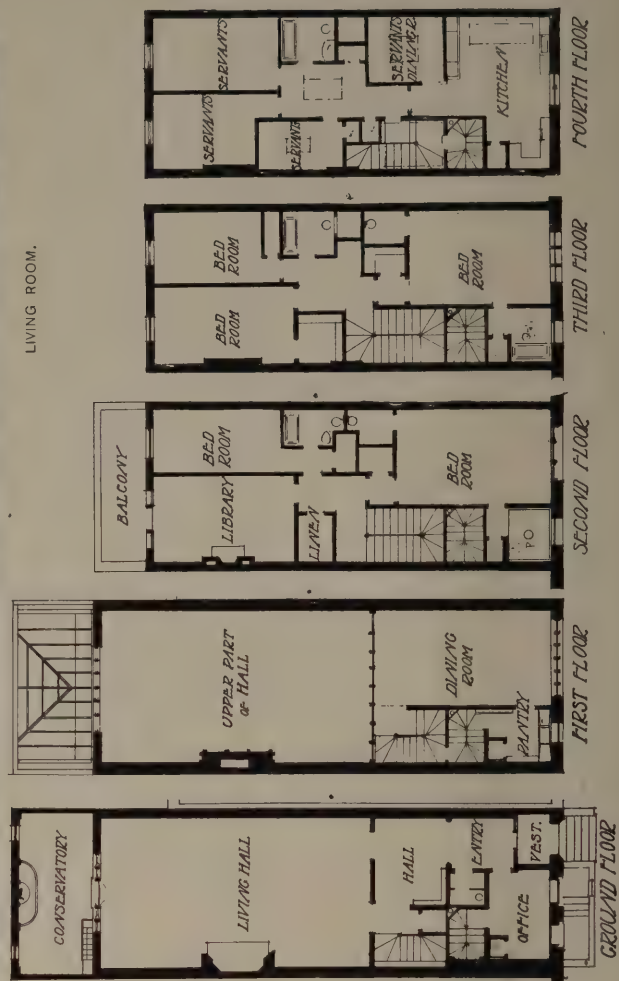 LIVING ROOM.
SERVANTS
SERVANTS
SERVANTS
SERVANTS
DINING R.
KITCHEN
FOURTH FLOOR
BED
ROOM
BED
ROOM
BED
ROOM
THIRD FLOOR
BALCONY
BED
ROOM
LIBRARY
LINEN
BED
ROOM
SECOND FLOOR
UPPER PART
OF HALL
DINING
ROOM
PANTRY
FIRST FLOOR
CONSERVATORY
LIVING HALL
HALL
ENTRY
VEST.
OFFICE
GROUND FLOOR